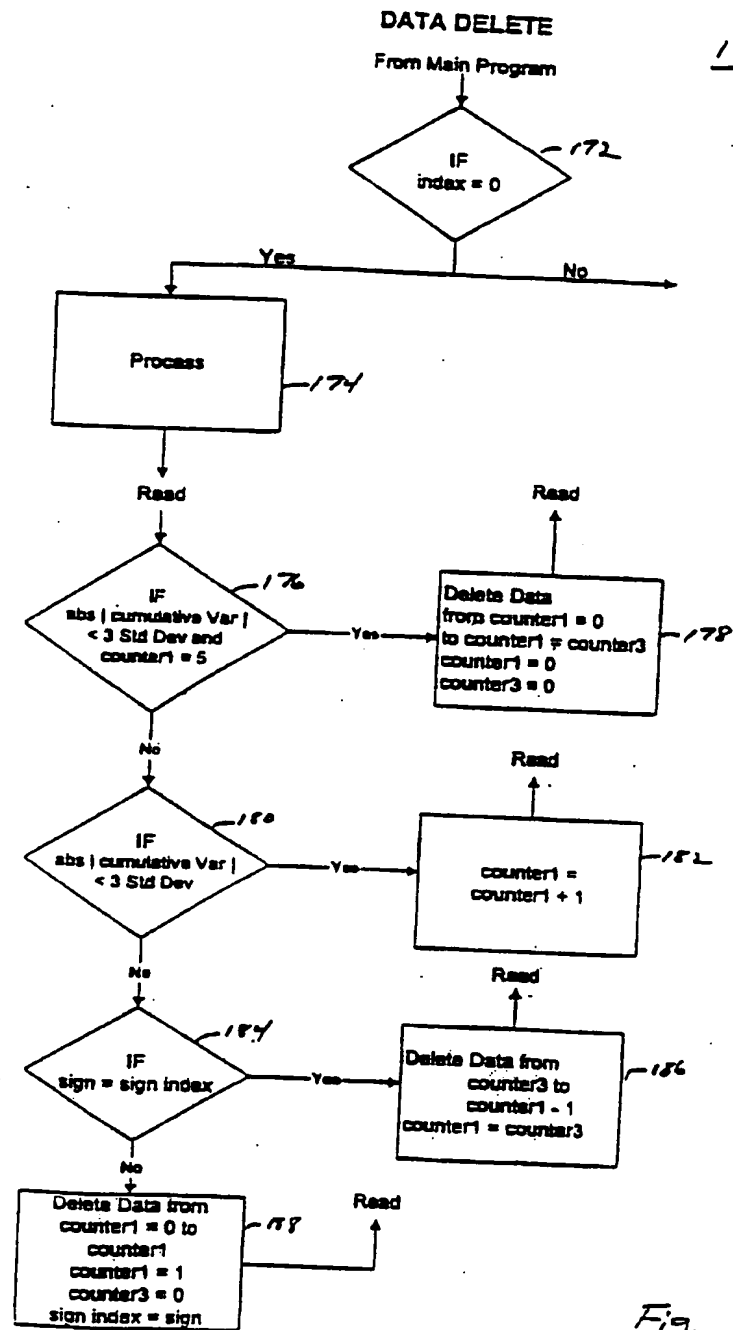 DATA DELETE
From Main Program
1
172
IF
index = 0
Yes
No
Process
174
Read
Read
176
IF
abs | cumulative Var |
< 3 Std Dev and
counter1 = 5
Yes
Delete Data
from counter1 = 0
to counter1 = counter3
counter1 = 0
counter3 = 0
178
No
Read
180
IF
abs | cumulative Var |
< 3 Std Dev
Yes
counter1 =
counter1 + 1
182
No
Read
184
IF
sign = sign index
Yes
Delete Data from
counter3 to
counter1 - 1
counter1 = counter3
186
No
Delete Data from
counter1 = 0 to
counter1
counter1 = 1
counter3 = 0
sign index = sign
188
Read
Fig.